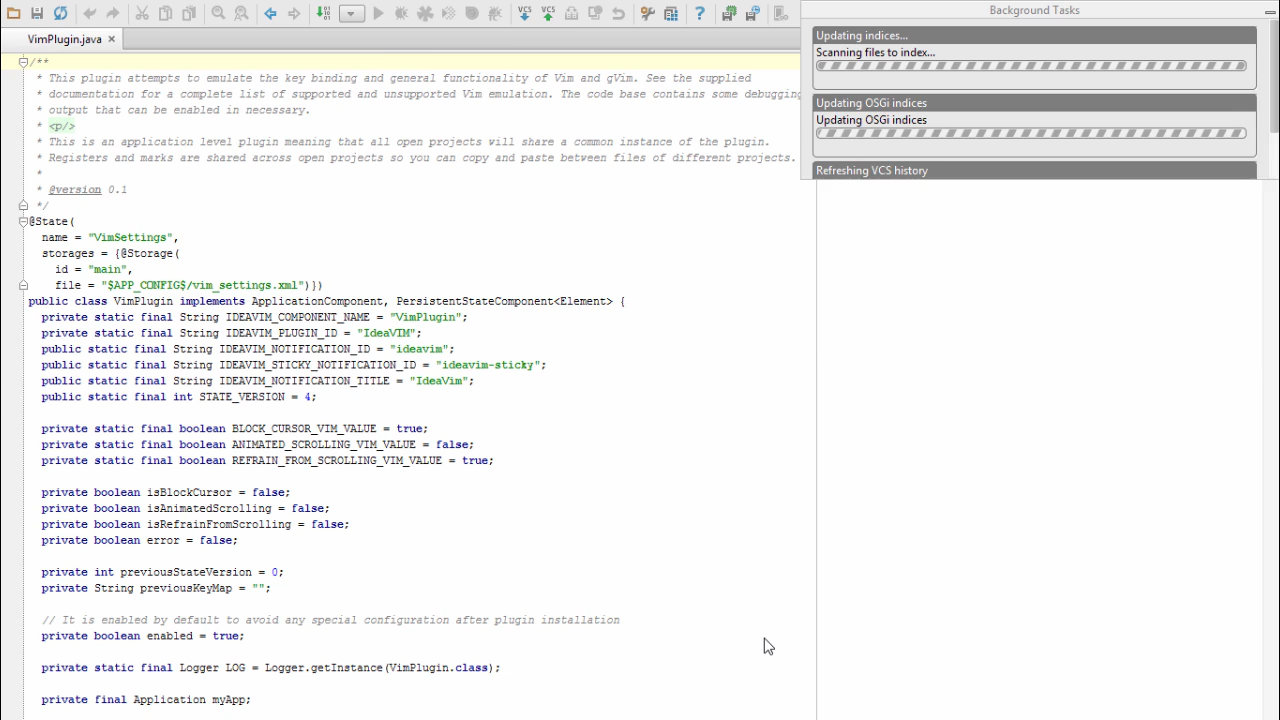 VCS VCS
Background Tasks
VimPlugin.java
Updating indices...
Scanning files to index...
Updating OSGi indices
Updating OSGi indices
Refreshing VCS history
/**
* This plugin attempts to emulate the key binding and general functionality of Vim and gVim. See the supplied
* documentation for a complete list of supported and unsupported Vim emulation. The code base contains some debugging
* output that can be enabled in necessary.
* <p/>
* This is an application level plugin meaning that all open projects will share a common instance of the plugin.
* Registers and marks are shared across open projects so you can copy and paste between files of different projects.
*
* @version 0.1
*/
@State(
name = "VimSettings",
storages = {@Storage(
id = "main",
file = "$APP_CONFIG$/vim_settings.xml")})
public class VimPlugin implements ApplicationComponent, PersistentStateComponent<Element> {
private static final String IDEAVIM_COMPONENT_NAME = "VimPlugin";
private static final String IDEAVIM_PLUGIN_ID = "IdeaVIM";
public static final String IDEAVIM_NOTIFICATION_ID = "ideavim";
public static final String IDEAVIM_STICKY_NOTIFICATION_ID = "ideavim-sticky";
public static final String IDEAVIM_NOTIFICATION_TITLE = "IdeaVim";
public static final int STATE_VERSION = 4;
private static final boolean BLOCK_CURSOR_VIM_VALUE = true;
private static final boolean ANIMATED_SCROLLING_VIM_VALUE = false;
private static final boolean REFRAIN_FROM_SCROLLING_VIM_VALUE = true;
private boolean isBlockCursor = false;
private boolean isAnimatedScrolling = false;
private boolean isRefrainFromScrolling = false;
private boolean error = false;
private int previousStateVersion = 0;
private String previousKeyMap = "";
// It is enabled by default to avoid any special configuration after plugin installation
private boolean enabled = true;
private static final Logger LOG = Logger.getInstance(VimPlugin.class);
private final Application myApp;